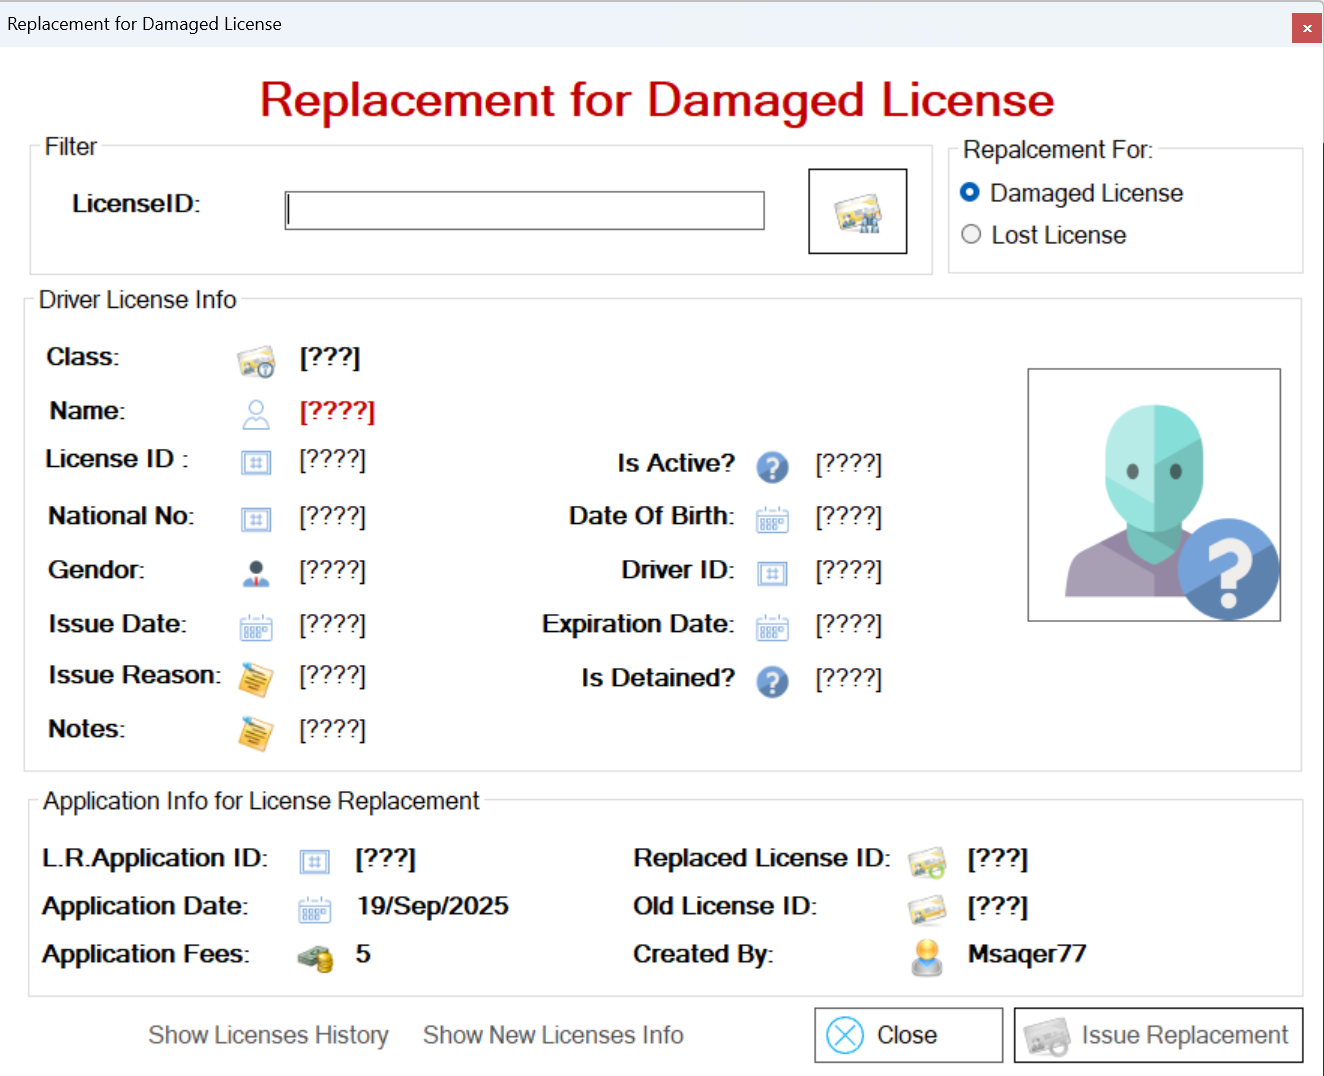 Replacement for Damaged License
Replacement for Damaged License
Filter
LicenseID:
Repalcement For:
Damaged License
Lost License
Driver License Info
Class: [???]
Name: [????]
License ID : [????]
Is Active? [????]
National No: [????]
Date Of Birth: [????]
Gendor: [????]
Driver ID: [????]
Issue Date: [????]
Expiration Date: [????]
Issue Reason: [????]
Is Detained? [????]
Notes: [????]
Application Info for License Replacement
L.R.Application ID: [???]
Replaced License ID: [???]
Application Date: 19/Sep/2025
Old License ID: [???]
Application Fees: 5
Created By: Msaqer77
Show Licenses History
Show New Licenses Info
Close
Issue Replacement